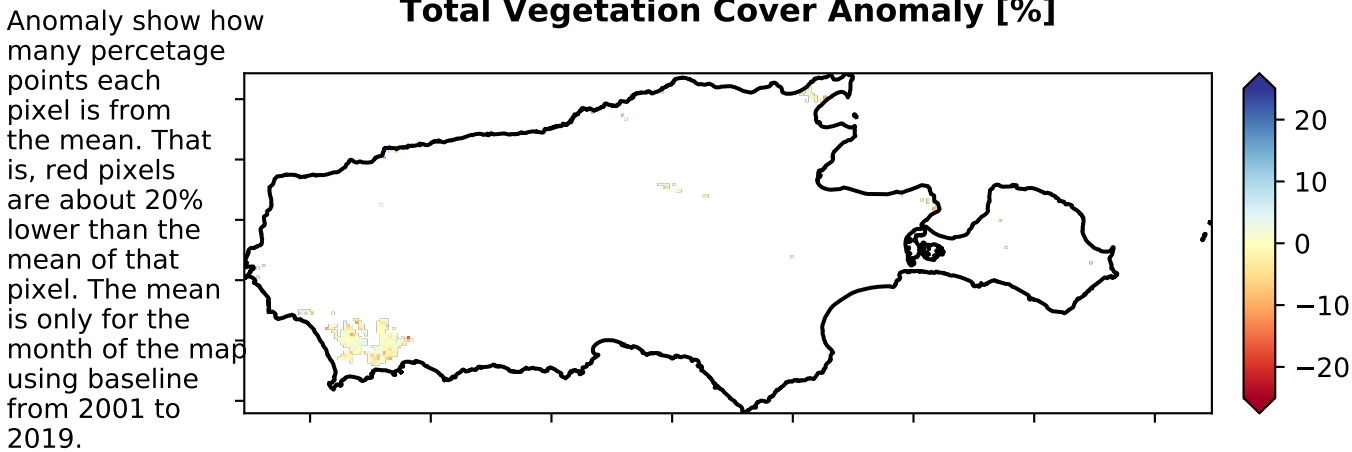 Total Vegetation Cover Anomaly [%]
Anomaly show how
many percetage
points each
pixel is from
the mean. That
is, red pixels
are about 20%
lower than the
mean of that
pixel. The mean
is only for the
month of the map
using baseline
from 2001 to
2019.
20
10
0
−10
−20